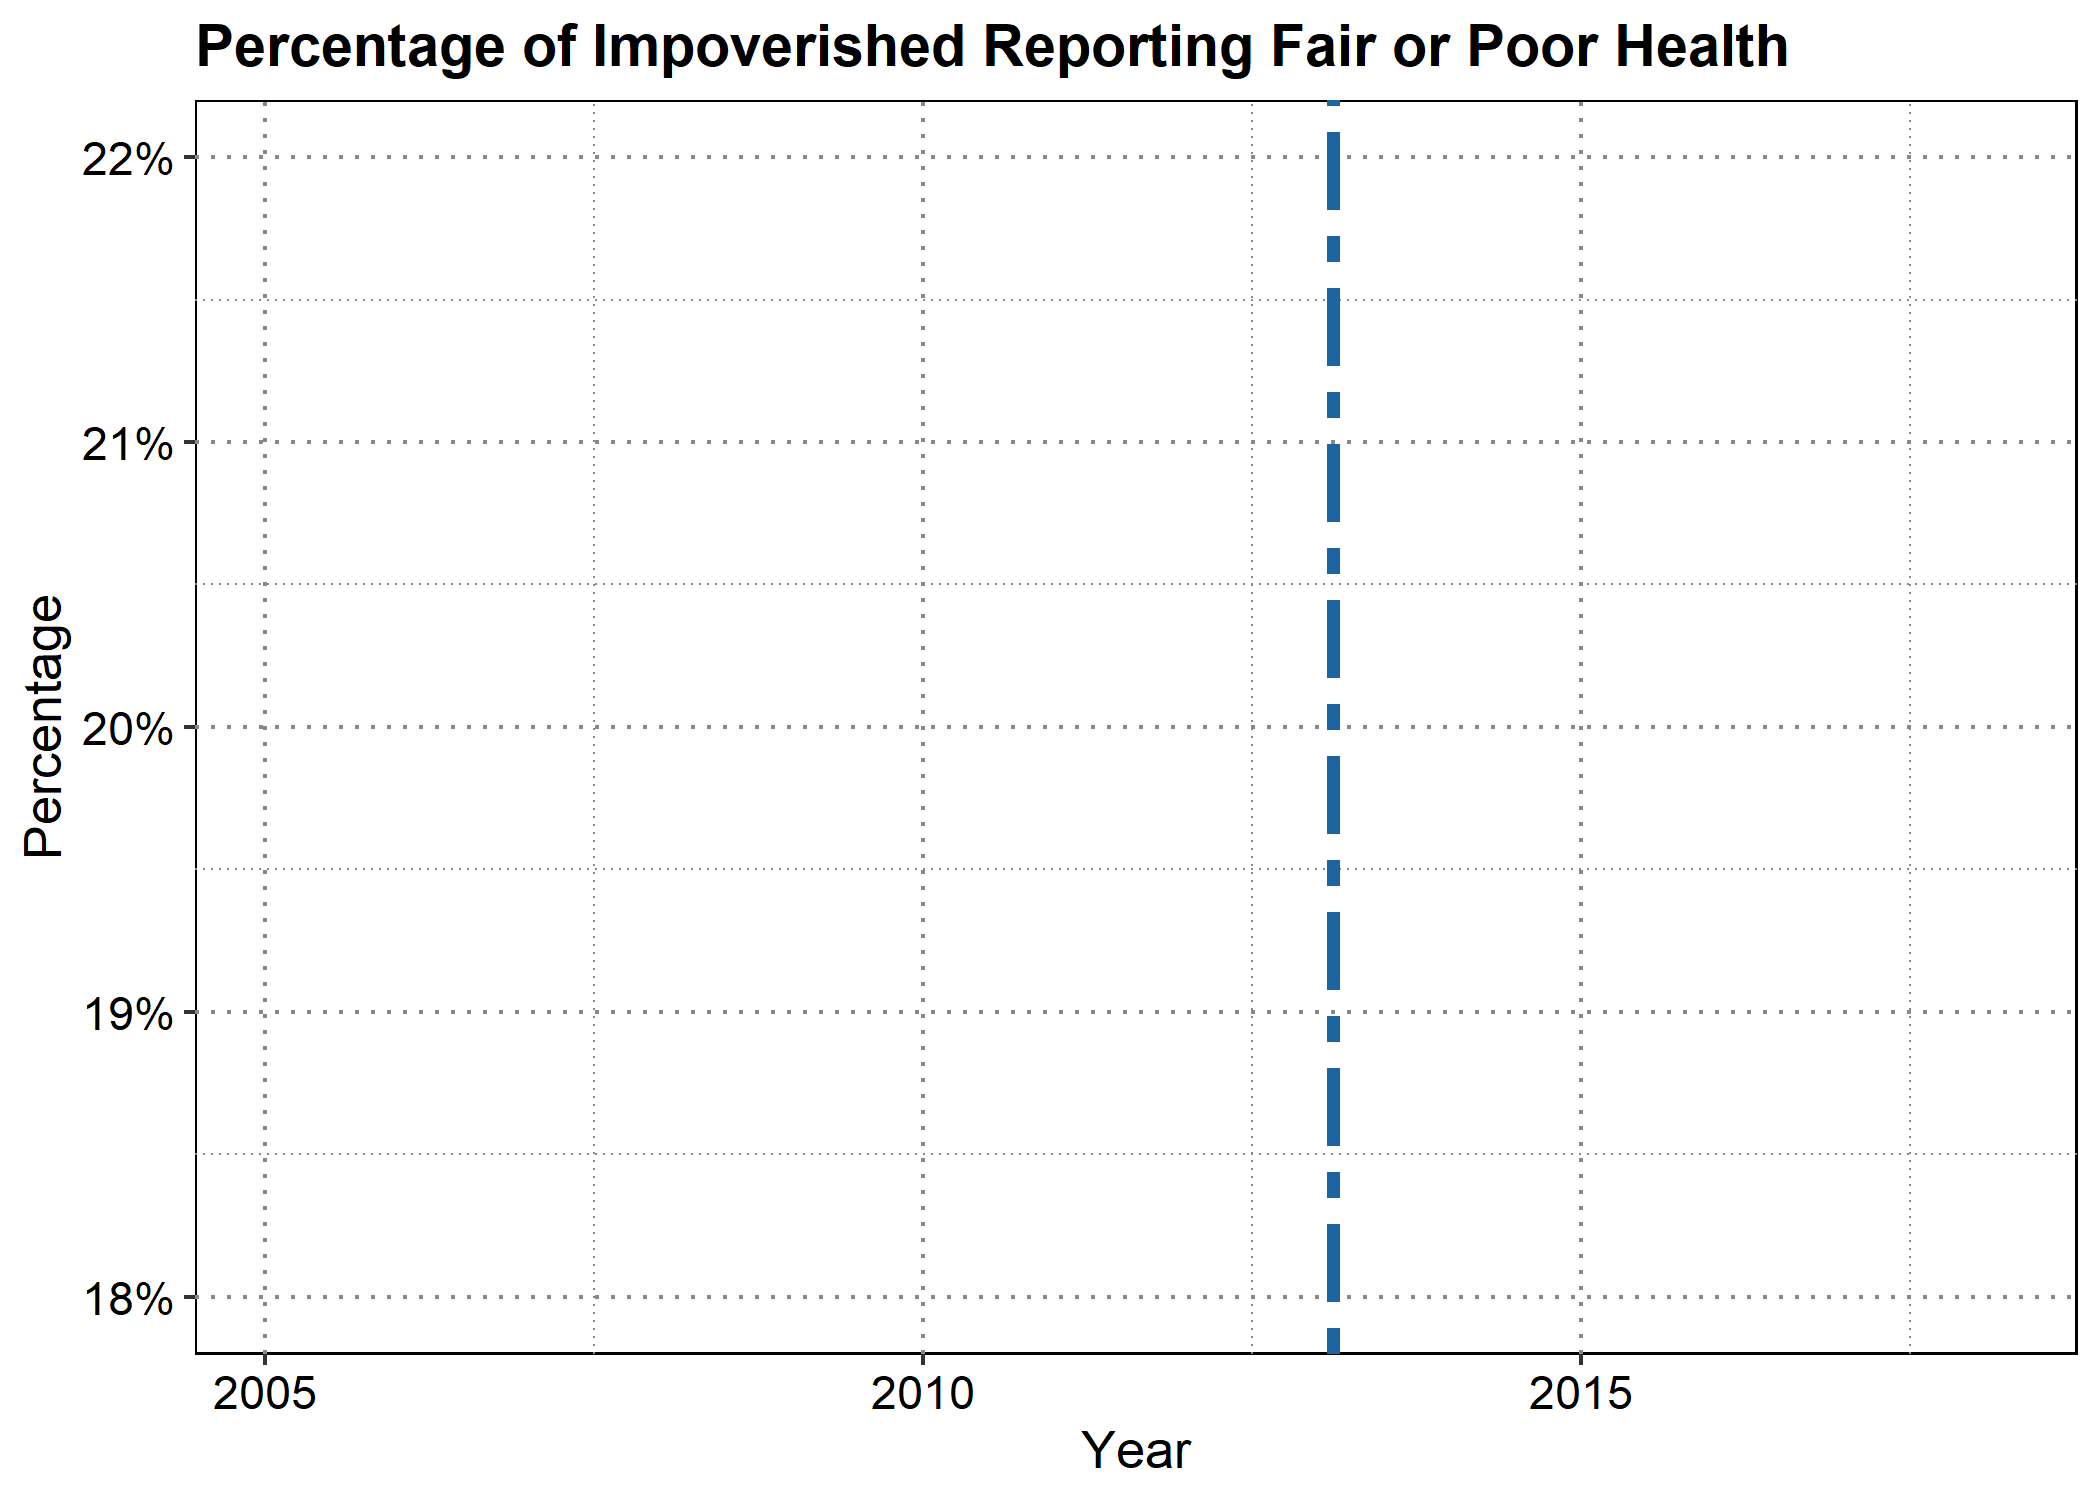 Percentage of Impoverished Reporting Fair or Poor Health
22%
21%
20%
19%
18%
Percentage
2005 2010 2015
Year